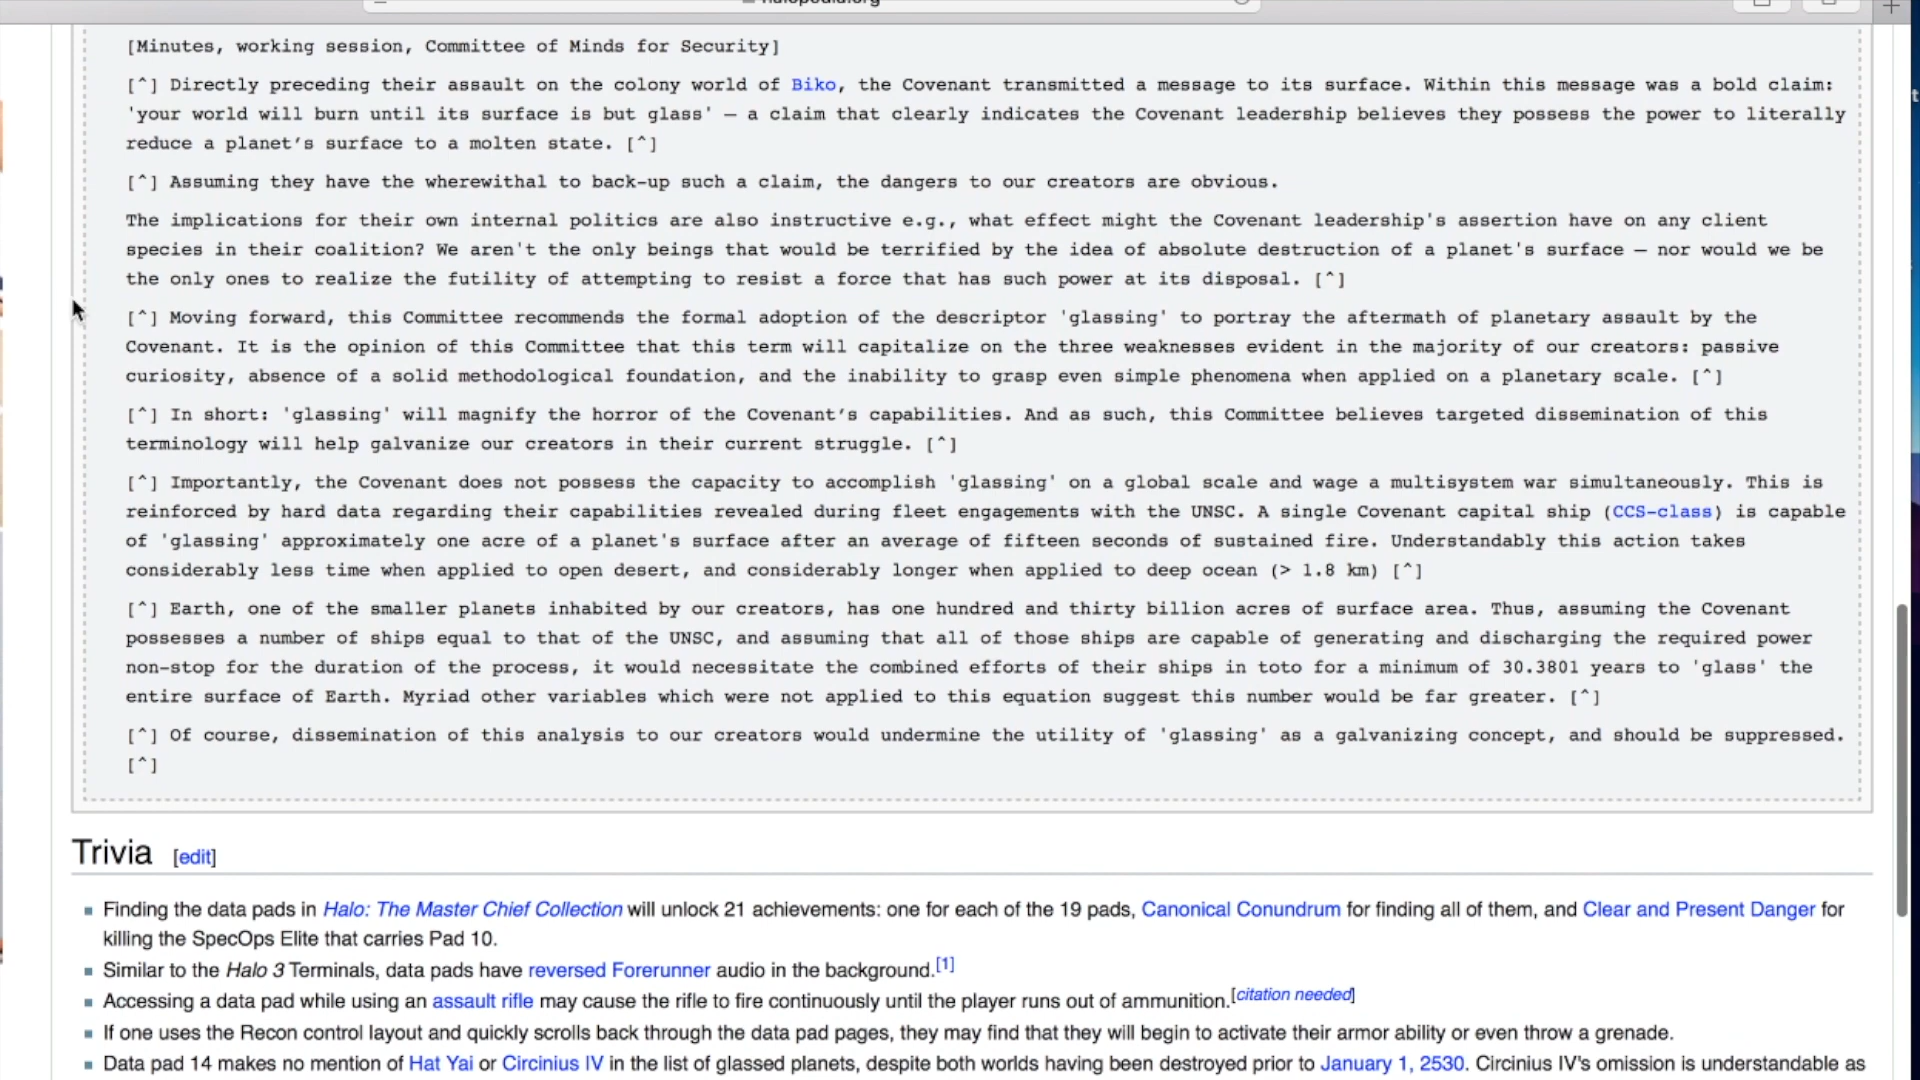 [Minutes, working session, Committee of Minds for Security]
[^] Directly preceding their assault on the colony world of Biko, the Covenant transmitted a message to its surface. Within this message was a bold claim:
'your world will burn until its surface is but glass' — a claim that clearly indicates the Covenant leadership believes they possess the power to literally
reduce a planet’s surface to a molten state. [^]
[^] Assuming they have the wherewithal to back-up such a claim, the dangers to our creators are obvious.
The implications for their own internal politics are also instructive e.g., what effect might the Covenant leadership's assertion have on any client
species in their coalition? We aren't the only beings that would be terrified by the idea of absolute destruction of a planet's surface — nor would we be
the only ones to realize the futility of attempting to resist a force that has such power at its disposal. [^]
[^] Moving forward, this Committee recommends the formal adoption of the descriptor 'glassing' to portray the aftermath of planetary assault by the
Covenant. It is the opinion of this Committee that this term will capitalize on the three weaknesses evident in the majority of our creators: passive
curiosity, absence of a solid methodological foundation, and the inability to grasp even simple phenomena when applied on a planetary scale. [^]
[^] In short: 'glassing' will magnify the horror of the Covenant’s capabilities. And as such, this Committee believes targeted dissemination of this
terminology will help galvanize our creators in their current struggle. [^]
[^] Importantly, the Covenant does not possess the capacity to accomplish 'glassing' on a global scale and wage a multisystem war simultaneously. This is
reinforced by hard data regarding their capabilities revealed during fleet engagements with the UNSC. A single Covenant capital ship (CCS-class) is capable
of 'glassing' approximately one acre of a planet's surface after an average of fifteen seconds of sustained fire. Understandably this action takes
considerably less time when applied to open desert, and considerably longer when applied to deep ocean (> 1.8 km) [^]
[^] Earth, one of the smaller planets inhabited by our creators, has one hundred and thirty billion acres of surface area. Thus, assuming the Covenant
possesses a number of ships equal to that of the UNSC, and assuming that all of those ships are capable of generating and discharging the required power
non-stop for the duration of the process, it would necessitate the combined efforts of their ships in toto for a minimum of 30.3801 years to 'glass' the
entire surface of Earth. Myriad other variables which were not applied to this equation suggest this number would be far greater. [^]
[^] Of course, dissemination of this analysis to our creators would undermine the utility of 'glassing' as a galvanizing concept, and should be suppressed.
[^]
Trivia [edit]
Finding the data pads in Halo: The Master Chief Collection will unlock 21 achievements: one for each of the 19 pads, Canonical Conundrum for finding all of them, and Clear and Present Danger for
killing the SpecOps Elite that carries Pad 10.
Similar to the Halo 3 Terminals, data pads have reversed Forerunner audio in the background.[1]
Accessing a data pad while using an assault rifle may cause the rifle to fire continuously until the player runs out of ammunition.[citation needed]
If one uses the Recon control layout and quickly scrolls back through the data pad pages, they may find that they will begin to activate their armor ability or even throw a grenade.
Data pad 14 makes no mention of Hat Yai or Circinius IV in the list of glassed planets, despite both worlds having been destroyed prior to January 1, 2530. Circinius IV's omission is understandable as